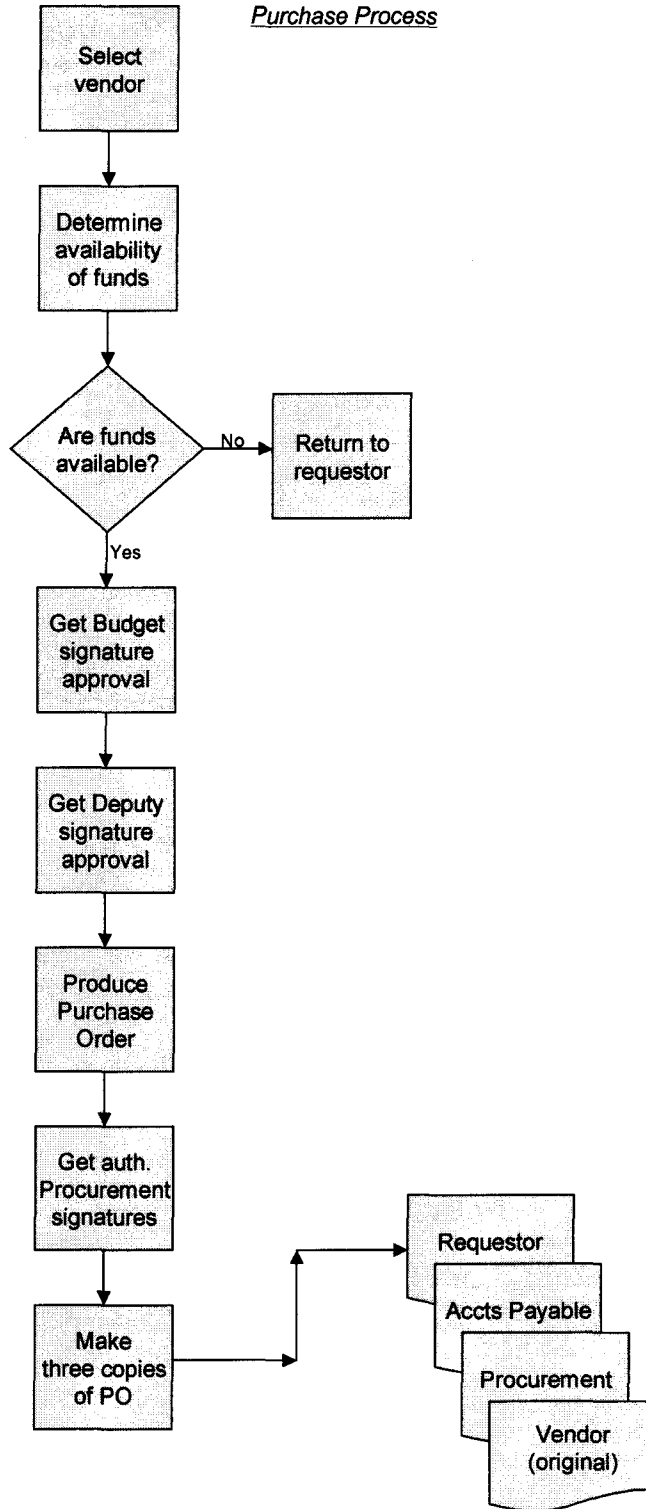 Purchase Process
Select
vendor
Determine
availability
of funds
Are funds
available?
No
Return to
requestor
Yes
Get Budget
signature
approval
Get Deputy
signature
approval
Produce
Purchase
Order
Get auth.
Procurement
signatures
Make
three copies
of PO
Requestor
Accts Payable
Procurement
Vendor
(original)